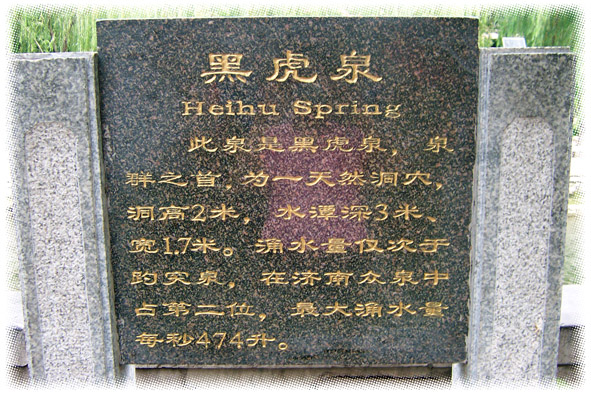 黑虎泉
Heihu Spring
此泉是黑虎泉，泉
群之首，为一天然洞穴，
洞高2米，水潭深3米、
宽1.7米。涌水量仅次于
趵突泉，在济南众泉中
占第二位，最大涌水量
每秒474升。